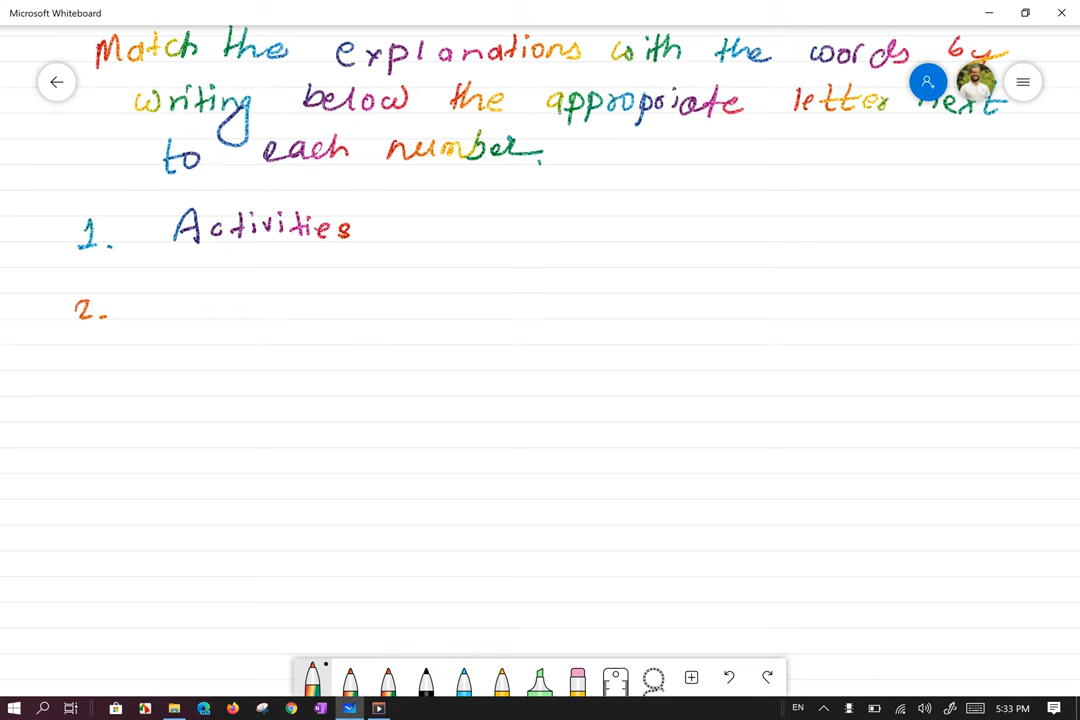 Microsoft Whiteboard
Match the explanations with the words by
writing below the appropriate letter next
to each number.
1. Activities
2.
EN
5:33 PM